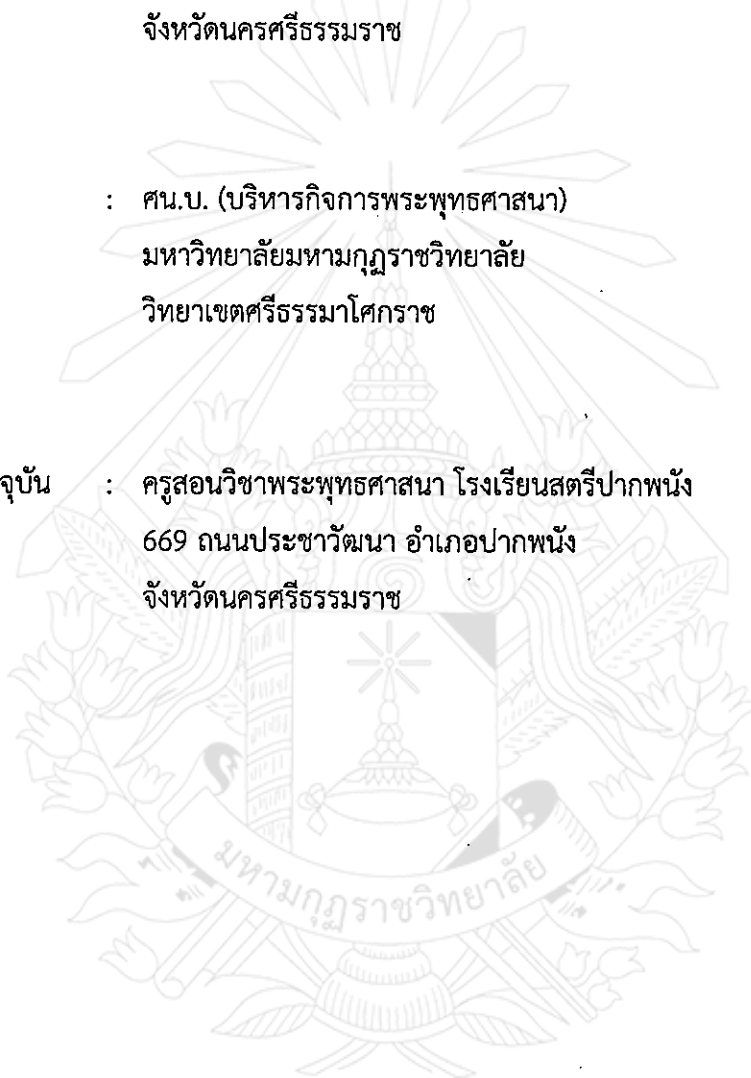 จังหวัดนครศรีธรรมราช
: ศน.บ. (บริหารกิจการพระพุทธศาสนา)
มหาวิทยาลัยมหามกุฏราชวิทยาลัย
วิทยาเขตศรีธรรมาโศกราช
จุบัน : ครูสอนวิชาพระพุทธศาสนา โรงเรียนสตรีปากพนัง
669 ถนนประชาวัฒนา อำเภอปากพนัง
จังหวัดนครศรีธรรมราช
มหามกุฏราชวิทยาลัย